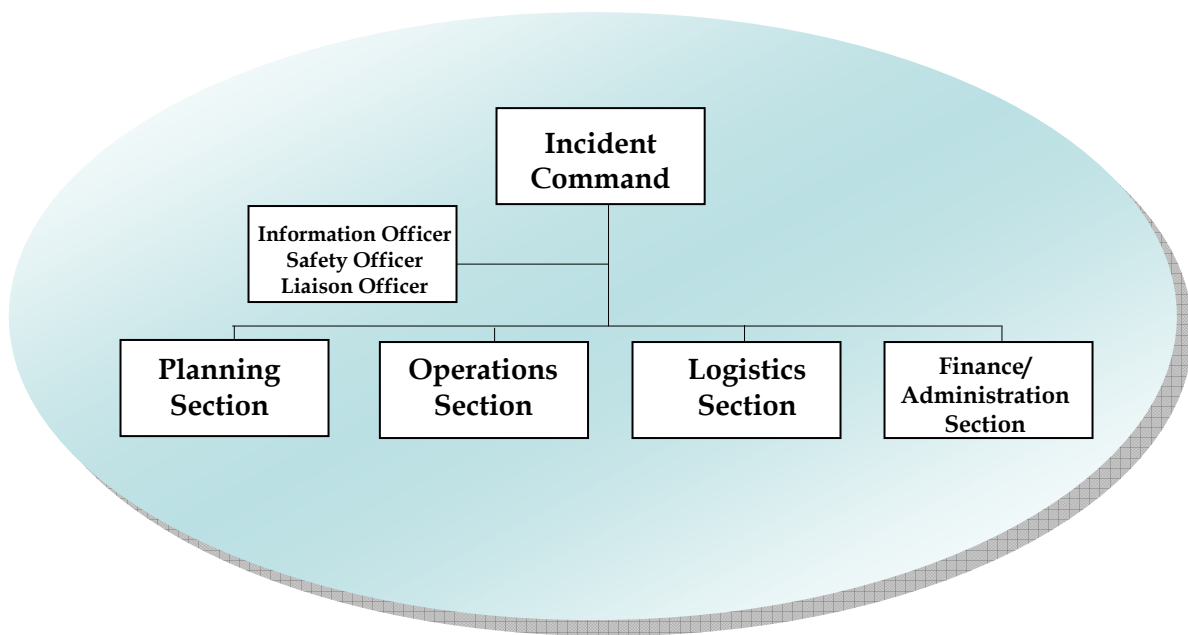 Incident
Command
Information Officer
Safety Officer
Liaison Officer
Planning
Section
Operations
Section
Logistics
Section
Finance/
Administration
Section